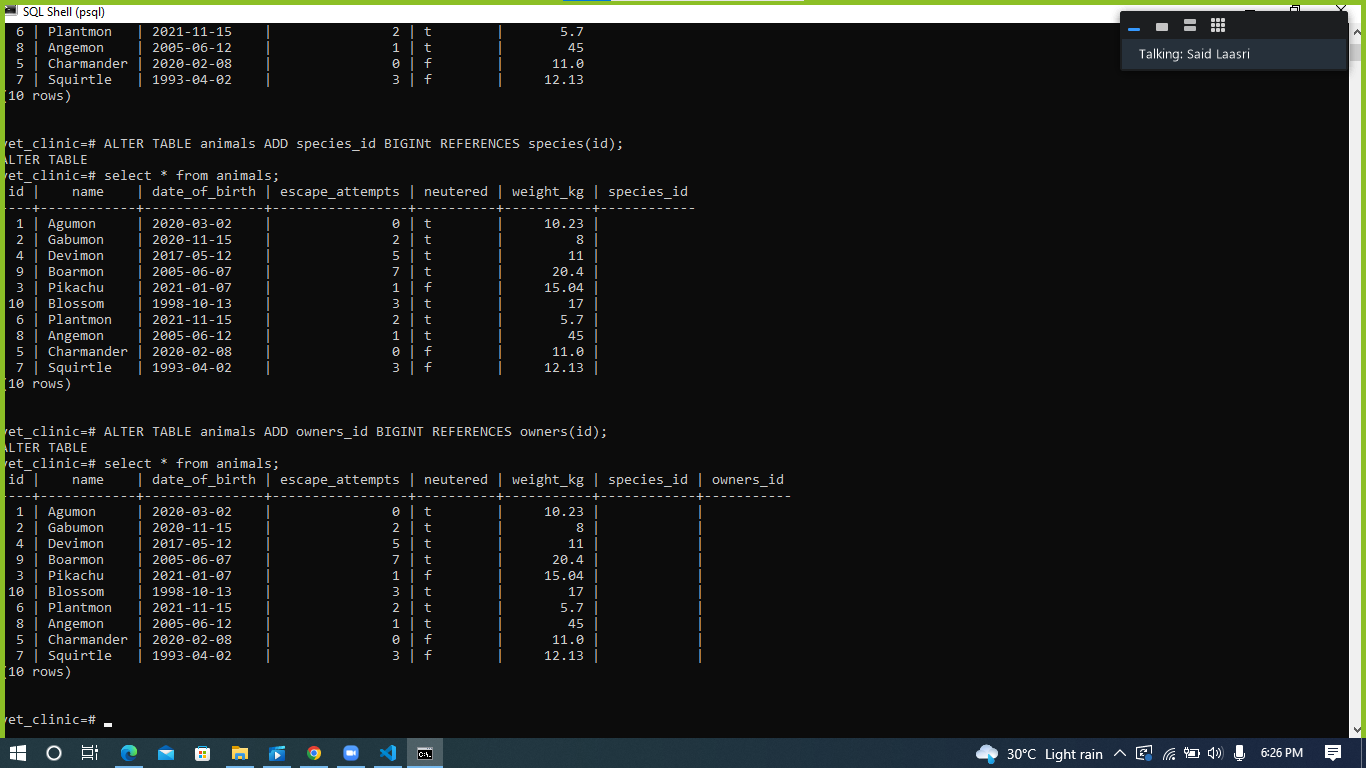 SQL Shell (psql)
Talking: Said Laasri
6 | Plantmon | 2021-11-15 | 2 | t | 5.7
8 | Angemon | 2005-06-12 | 1 | t | 45
5 | Charmander | 2020-02-08 | 0 | f | 11.0
7 | Squirtle | 1993-04-02 | 3 | f | 12.13
(10 rows)
vet_clinic=# ALTER TABLE animals ADD species_id BIGINt REFERENCES species(id);
ALTER TABLE
vet_clinic=# select * from animals;
id | name | date_of_birth | escape_attempts | neutered | weight_kg | species_id
----+------------+---------------+-----------------+----------+-----------+------------
1 | Agumon | 2020-03-02 | 0 | t | 10.23 |
2 | Gabumon | 2020-11-15 | 2 | t | 8 |
4 | Devimon | 2017-05-12 | 5 | t | 11 |
9 | Boarmon | 2005-06-07 | 7 | t | 20.4 |
3 | Pikachu | 2021-01-07 | 1 | f | 15.04 |
10 | Blossom | 1998-10-13 | 3 | t | 17 |
6 | Plantmon | 2021-11-15 | 2 | t | 5.7 |
8 | Angemon | 2005-06-12 | 1 | t | 45 |
5 | Charmander | 2020-02-08 | 0 | f | 11.0 |
7 | Squirtle | 1993-04-02 | 3 | f | 12.13 |
(10 rows)
vet_clinic=# ALTER TABLE animals ADD owners_id BIGINT REFERENCES owners(id);
ALTER TABLE
vet_clinic=# select * from animals;
id | name | date_of_birth | escape_attempts | neutered | weight_kg | species_id | owners_id
----+------------+---------------+-----------------+----------+-----------+------------+-----------
1 | Agumon | 2020-03-02 | 0 | t | 10.23 | |
2 | Gabumon | 2020-11-15 | 2 | t | 8 | |
4 | Devimon | 2017-05-12 | 5 | t | 11 | |
9 | Boarmon | 2005-06-07 | 7 | t | 20.4 | |
3 | Pikachu | 2021-01-07 | 1 | f | 15.04 | |
10 | Blossom | 1998-10-13 | 3 | t | 17 | |
6 | Plantmon | 2021-11-15 | 2 | t | 5.7 | |
8 | Angemon | 2005-06-12 | 1 | t | 45 | |
5 | Charmander | 2020-02-08 | 0 | f | 11.0 | |
7 | Squirtle | 1993-04-02 | 3 | f | 12.13 | |
(10 rows)
vet_clinic=#
30°C Light rain 6:26 PM